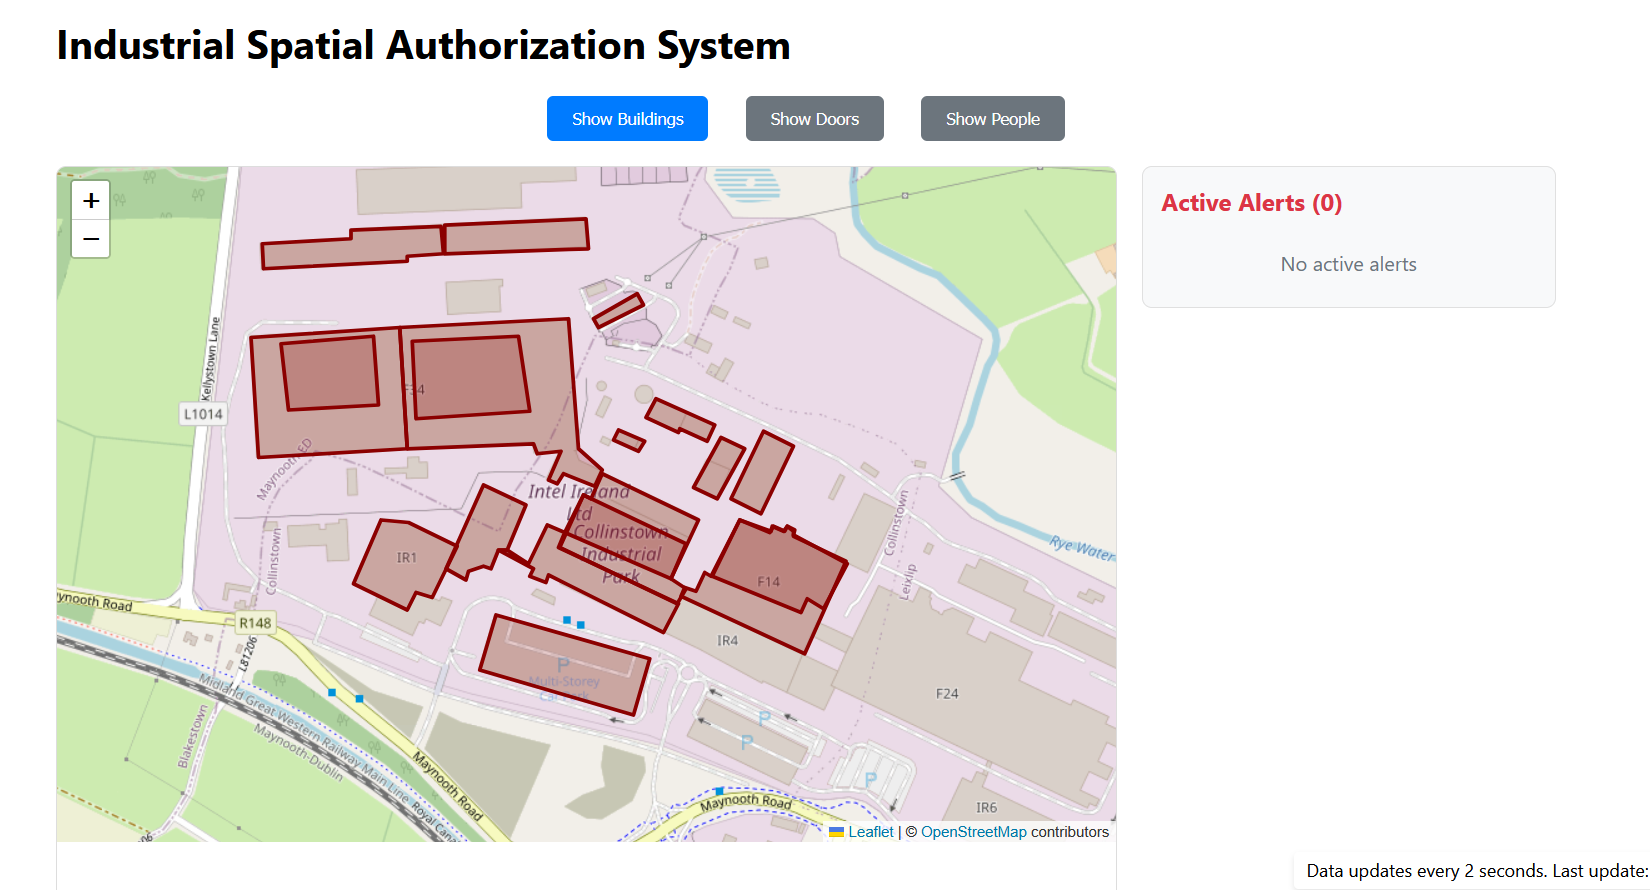 Industrial Spatial Authorization System
Show Buildings
Show Doors
Show People
+
−
Active Alerts (0)
No active alerts
Kellystown Lane
L1014
F34
Maynooth ED
Intel Ireland
Ltd
Collinstown
Industrial
Park
IR1
Collinstown
Collinstown
Leixlip
Rye Water
F14
IR4
F24
IR6
P
Multi-Storey
Car Park
P
P
P
ynooth Road
R148
L81206
Blakestown
Midland Great Western Railway Main Line
Royal Cana
Maynooth-Dublin
Maynooth Road
Maynooth Road
06
Leaflet | © OpenStreetMap contributors
Data updates every 2 seconds. Last update: